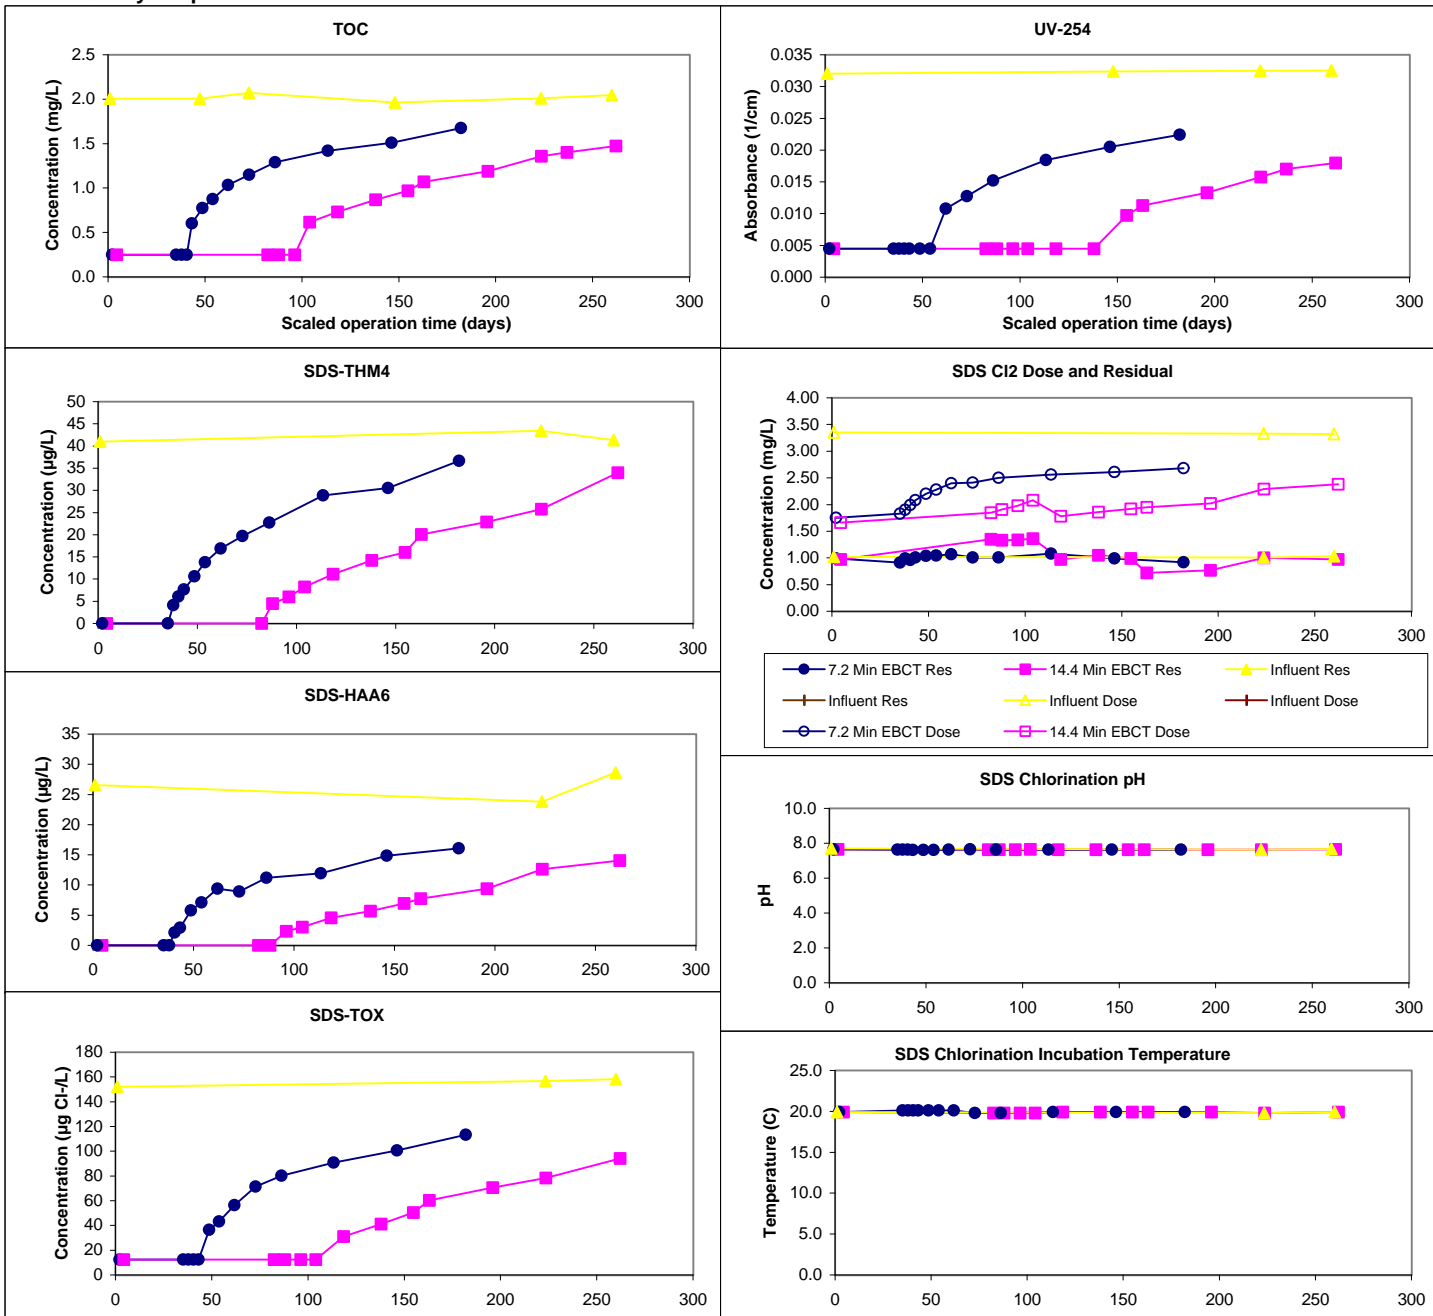 TOC
2.5
2.0
1.5
1.0
0.5
0.0
Concentration (mg/L)
0 50 100 150 200 250 300
Scaled operation time (days)
UV-254
0.035
0.030
0.025
0.020
0.015
0.010
0.005
0.000
Absorbance (1/cm)
0 50 100 150 200 250 300
Scaled operation time (days)
SDS-THM4
50
45
40
35
30
25
20
15
10
5
0
Concentration (µg/L)
0 50 100 150 200 250 300
SDS Cl2 Dose and Residual
4.00
3.50
3.00
2.50
2.00
1.50
1.00
0.50
0.00
Concentration (mg/L)
0 50 100 150 200 250 300
7.2 Min EBCT Res 14.4 Min EBCT Res Influent Res
Influent Res Influent Dose Influent Dose
7.2 Min EBCT Dose 14.4 Min EBCT Dose
SDS-HAA6
35
30
25
20
15
10
5
0
Concentration (µg/L)
0 50 100 150 200 250 300
SDS Chlorination pH
10.0
8.0
6.0
4.0
2.0
0.0
pH
0 50 100 150 200 250 300
SDS-TOX
180
160
140
120
100
80
60
40
20
0
Concentration (µg Cl-/L)
0 50 100 150 200 250 300
SDS Chlorination Incubation Temperature
25.0
20.0
15.0
10.0
5.0
0.0
Temperature (C)
0 50 100 150 200 250 300